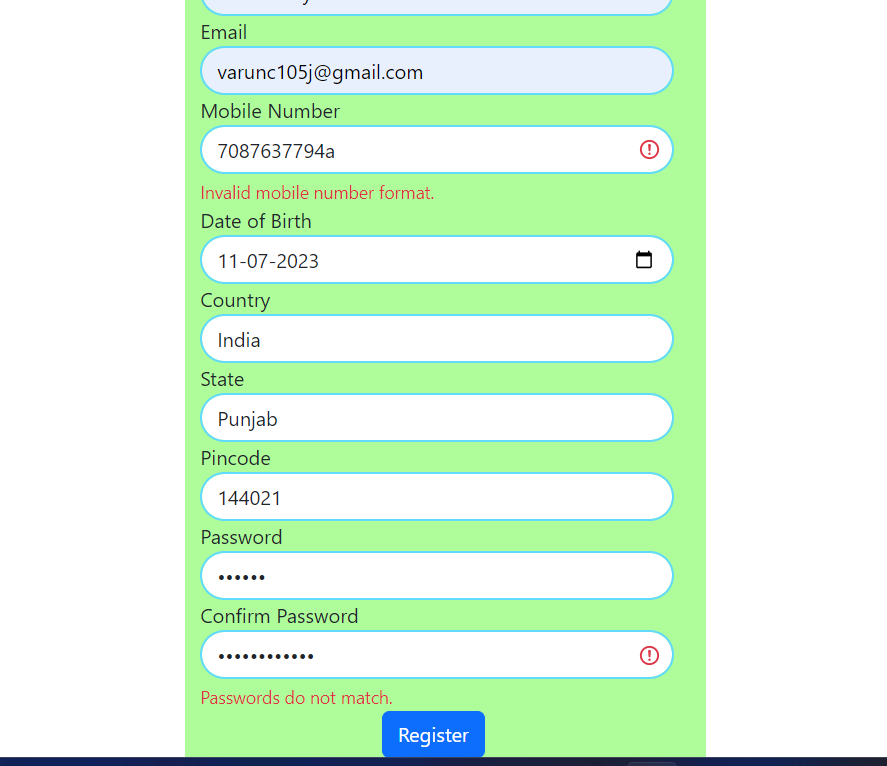 Email
varunc105j@gmail.com
Mobile Number
7087637794a
Invalid mobile number format.
Date of Birth
11-07-2023
Country
India
State
Punjab
Pincode
144021
Password
••••••
Confirm Password
••••••••••••
Passwords do not match.
Register